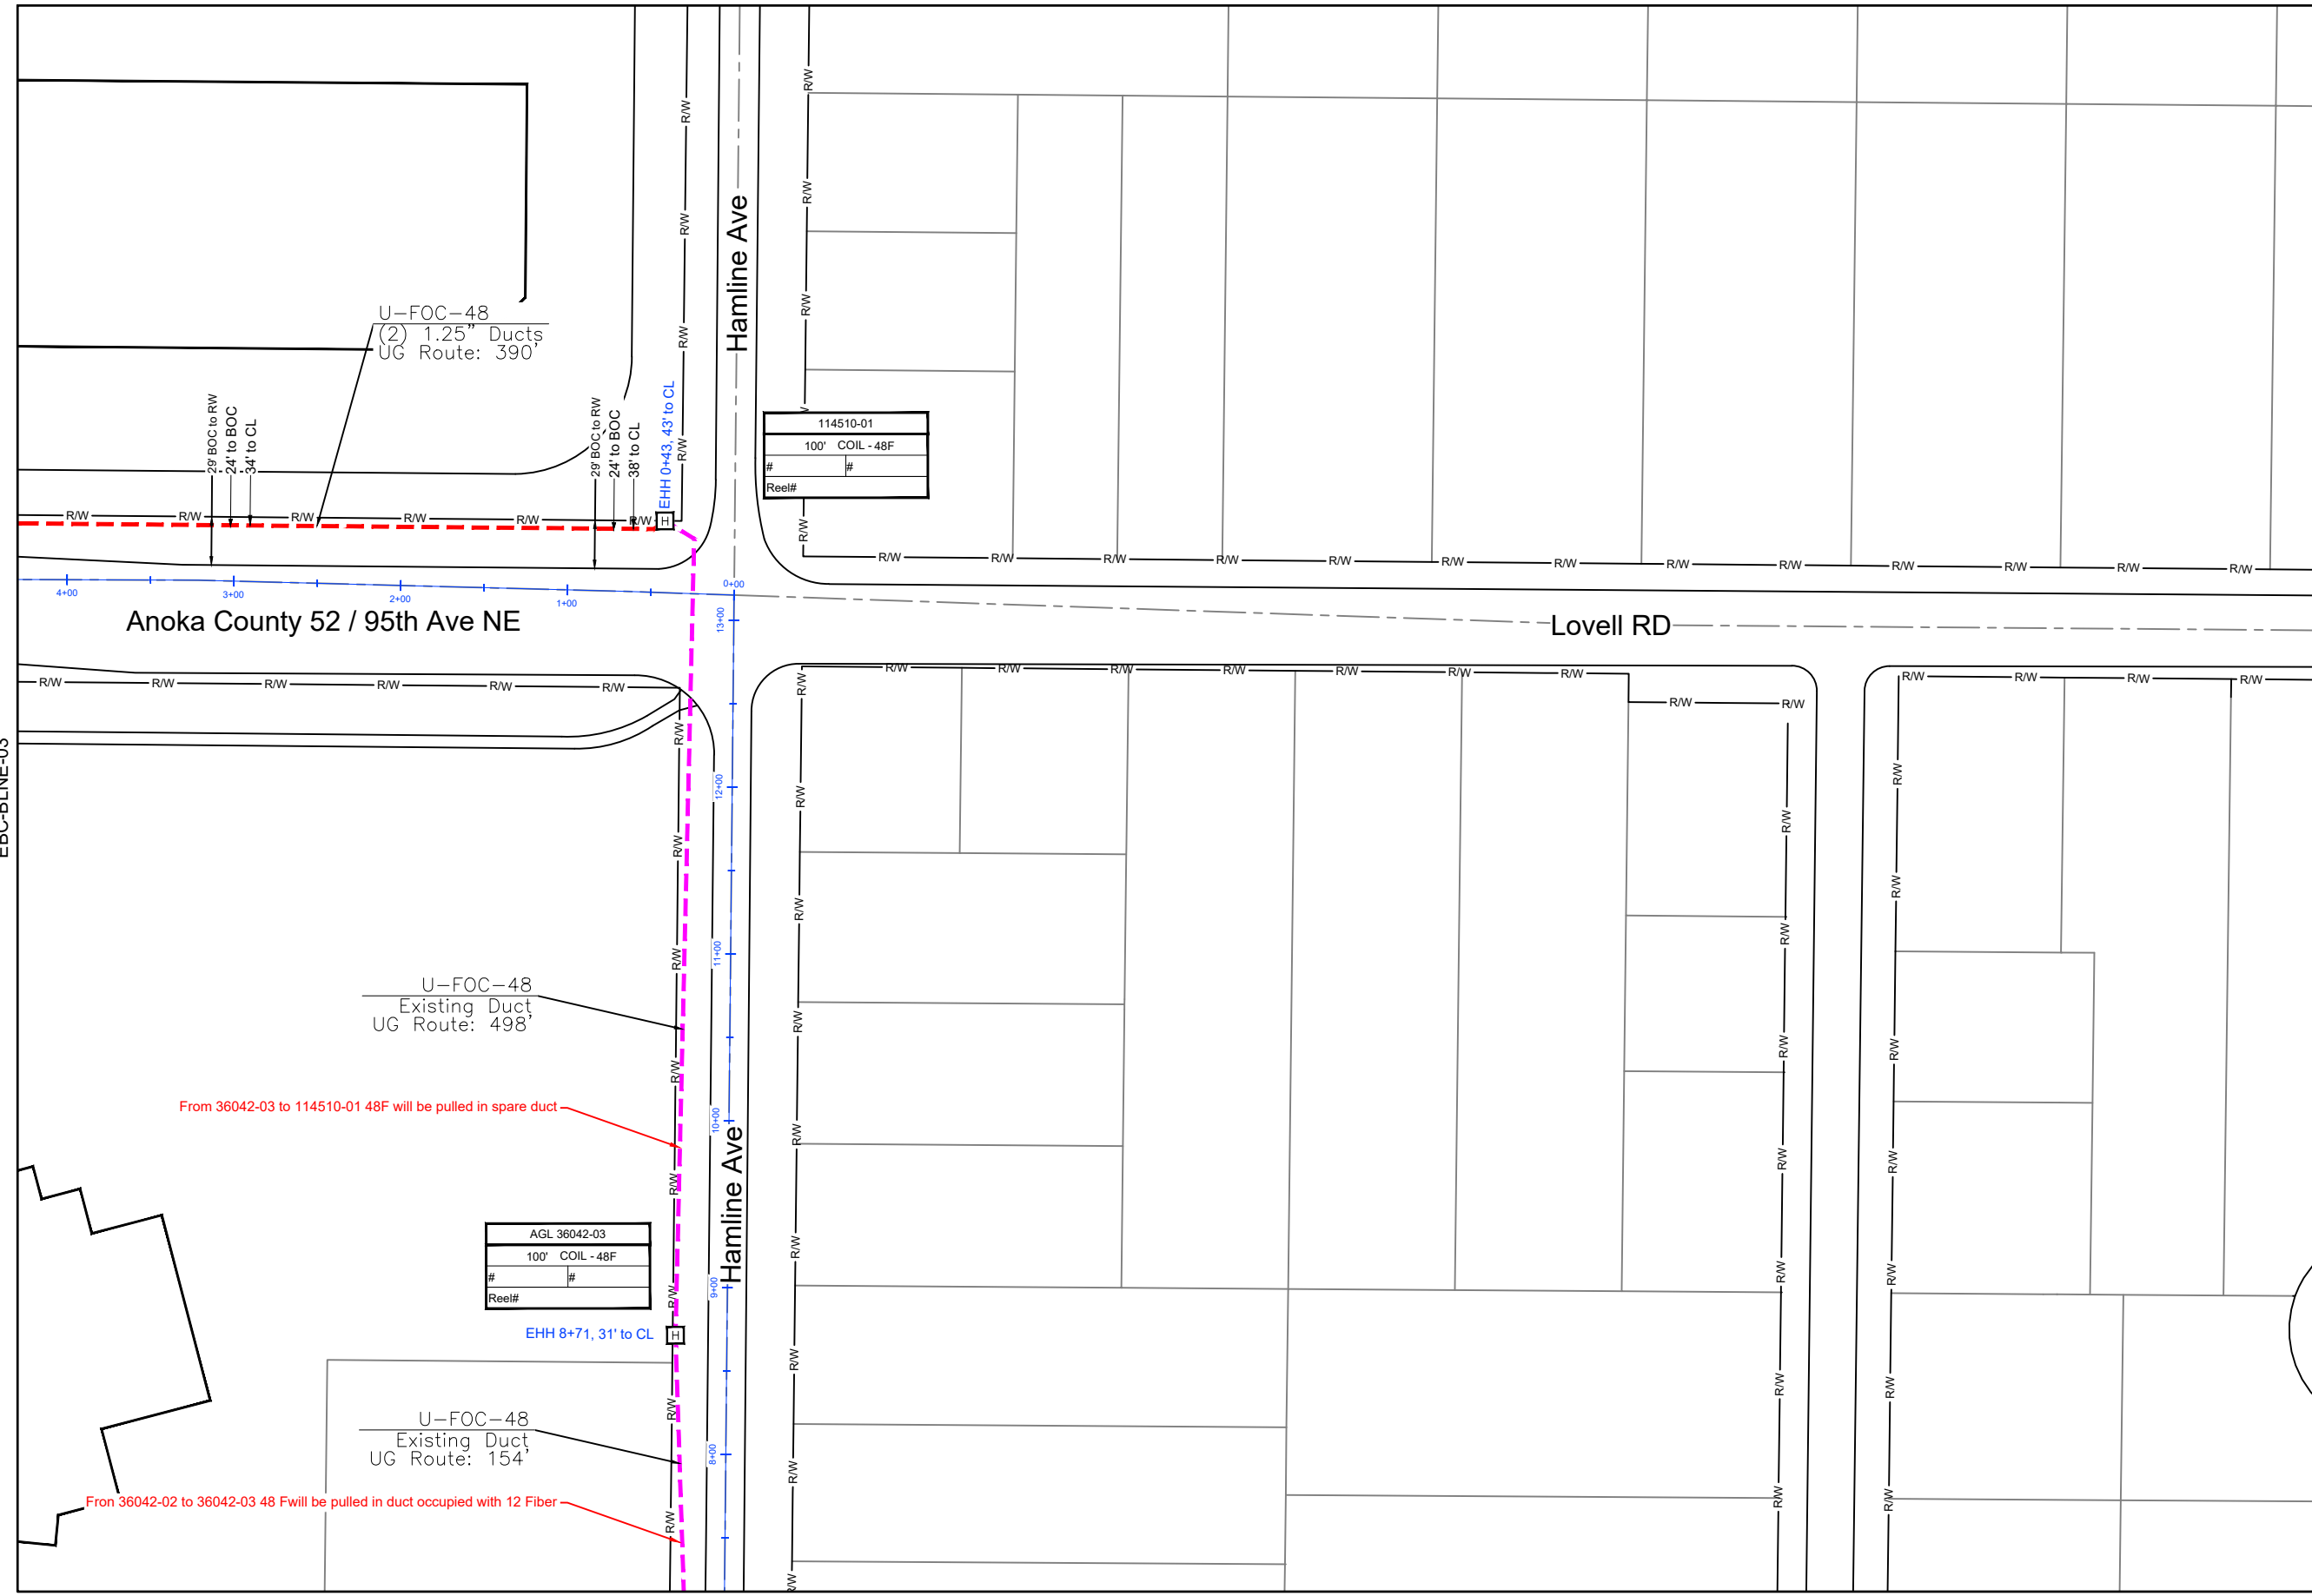 Hamline Ave
U-FOC-48
(2) 1.25" Ducts
UG Route: 390'
29' BOC to RW
24' to BOC
34' to CL
29' BOC to RW
24' to BOC
38' to CL
EHH 0+43, 43' to CL
H
114510-01
100' COIL - 48F
# #
Reel#
R/W R/W R/W R/W R/W R/W
R/W R/W R/W R/W R/W
R/W R/W R/W R/W
R/W R/W R/W R/W R/W R/W R/W R/W R/W R/W R/W R/W R/W
4+00 3+00 2+00 1+00 0+00
Anoka County 52 / 95th Ave NE
Lovell RD
R/W R/W R/W R/W R/W R/W
R/W R/W R/W R/W R/W R/W R/W
R/W R/W
R/W R/W R/W R/W
13+00
12+00
11+00
10+00
9+00
8+00
EBC-BLNE-03
U-FOC-48
Existing Duct
UG Route: 498'
From 36042-03 to 114510-01 48F will be pulled in spare duct
Hamline Ave
AGL 36042-03
100' COIL - 48F
# #
Reel#
EHH 8+71, 31' to CL
H
U-FOC-48
Existing Duct
UG Route: 154'
Fron 36042-02 to 36042-03 48 Fwill be pulled in duct occupied with 12 Fiber
R/W R/W R/W R/W R/W R/W R/W R/W
R/W R/W R/W R/W R/W R/W R/W R/W R/W
R/W R/W R/W R/W R/W R/W R/W
R/W R/W R/W R/W R/W R/W R/W